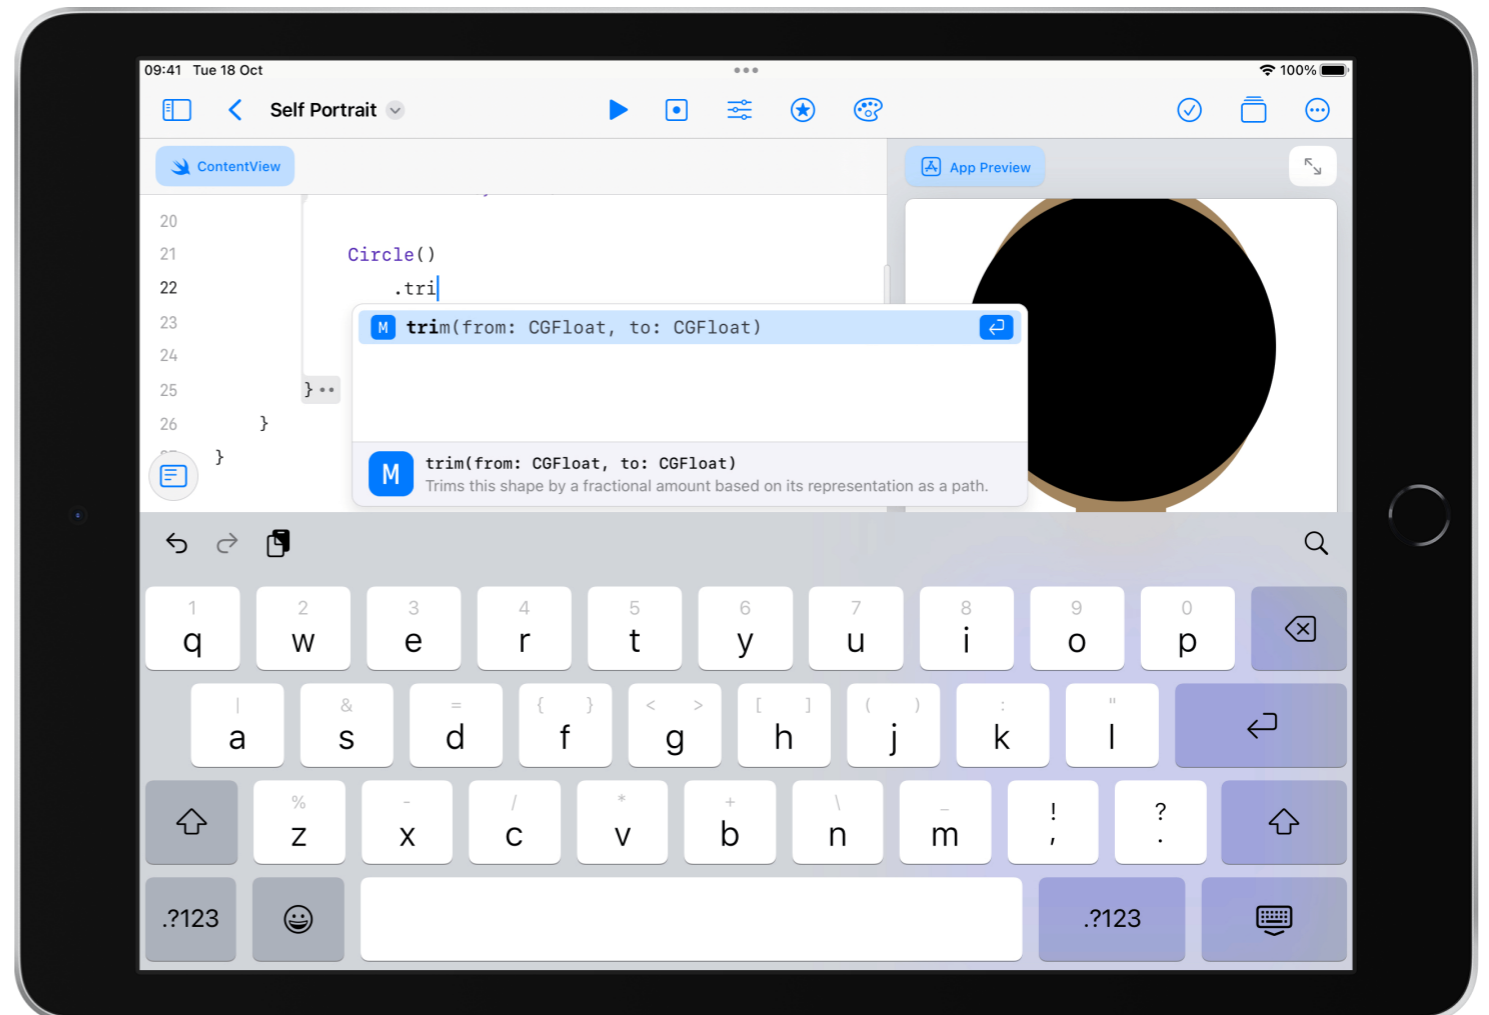 09:41 Tue 18 Oct
100%
Self Portrait
ContentView
App Preview
20
21 Circle()
22 .tri
M trim(from: CGFloat, to: CGFloat)
23
24
25 }
26 }
}
M trim(from: CGFloat, to: CGFloat)
Trims this shape by a fractional amount based on its representation as a path.
1 2 3 4 5 6 7 8 9 0
q w e r t y u i o p
| & = { } < > [ ] ( ) : "
a s d f g h j k l
% - / * + \ _ ! ?
z x c v b n m , .
.?123 .?123